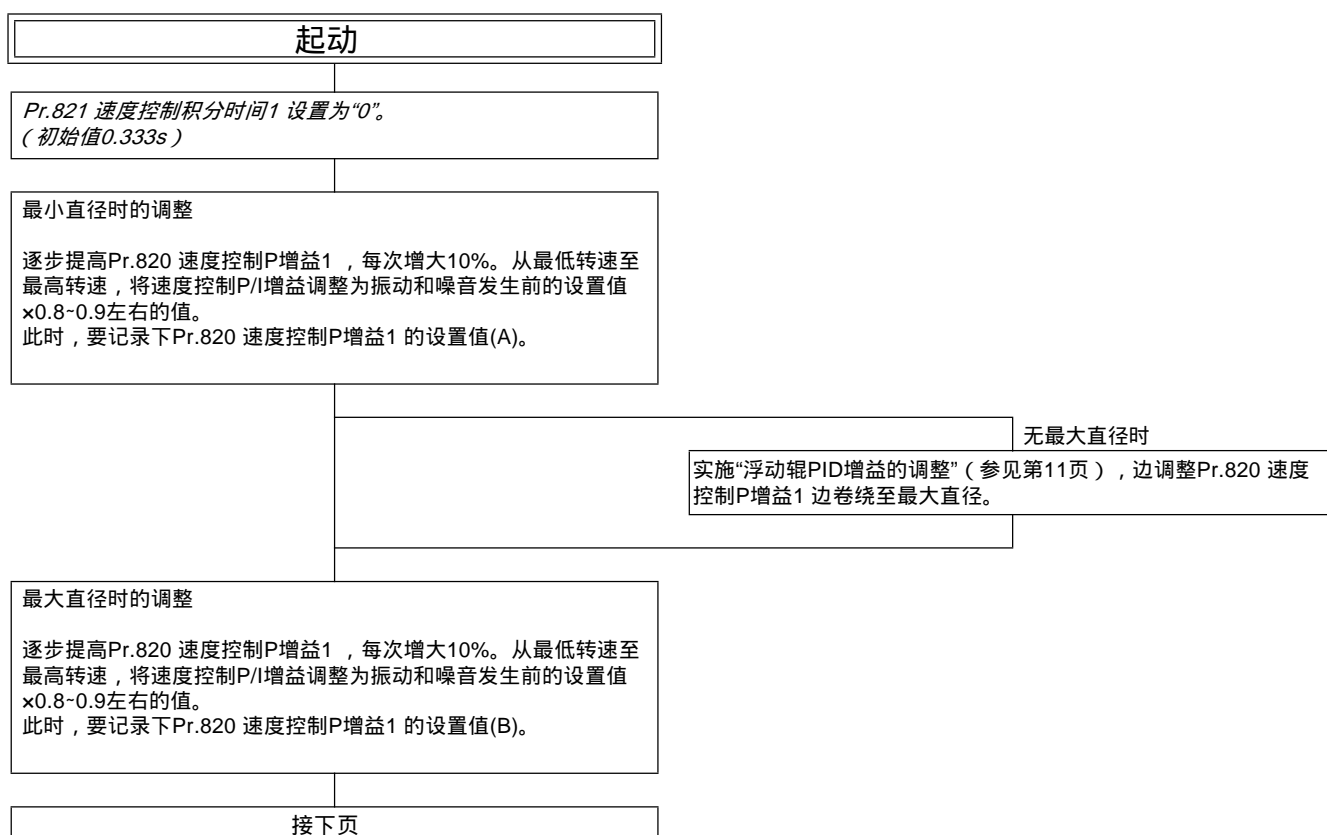 起动
Pr.821 速度控制积分时间1 设置为“0”。
（初始值0.333s）
最小直径时的调整
逐步提高Pr.820 速度控制P增益1 ，每次增大10%。从最低转速至
最高转速，将速度控制P/I增益调整为振动和噪音发生前的设置值
×0.8~0.9左右的值。
此时，要记录下Pr.820 速度控制P增益1 的设置值(A)。
无最大直径时
实施“浮动辊PID增益的调整”（参见第11页），边调整Pr.820 速度
控制P增益1 边卷绕至最大直径。
最大直径时的调整
逐步提高Pr.820 速度控制P增益1 ，每次增大10%。从最低转速至
最高转速，将速度控制P/I增益调整为振动和噪音发生前的设置值
×0.8~0.9左右的值。
此时，要记录下Pr.820 速度控制P增益1 的设置值(B)。
接下页